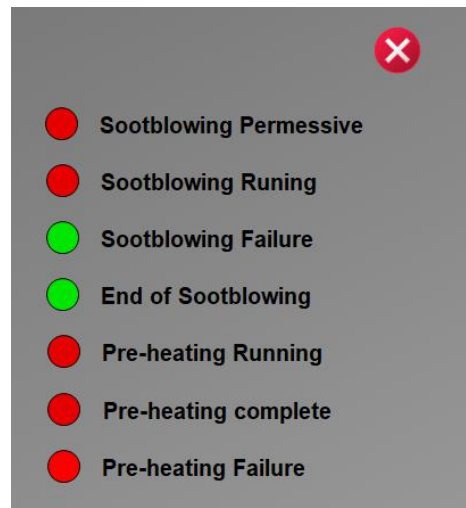 Sootblowing Permessive
Sootblowing Runing
Sootblowing Failure
End of Sootblowing
Pre-heating Running
Pre-heating complete
Pre-heating Failure